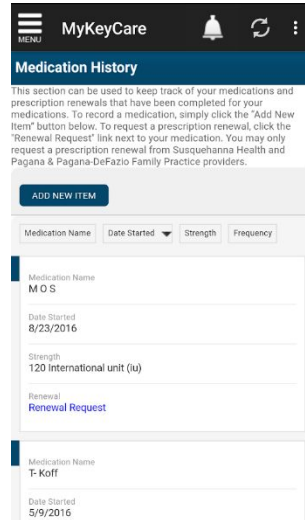 MENU
MyKeyCare
Medication History
This section can be used to keep track of your medications and
prescription renewals that have been completed for your
medications. To record a medication, simply click the "Add New
Item" button below. To request a prescription renewal, click the
"Renewal Request" link next to your medication. You may only
request a prescription renewal from Susquehanna Health and
Pagana & Pagana-DeFazio Family Practice providers.
ADD NEW ITEM
Medication Name Date Started Strength Frequency
Medication Name
M O S
Date Started
8/23/2016
Strength
120 International unit (iu)
Renewal
Renewal Request
Medication Name
T- Koff
Date Started
5/9/2016